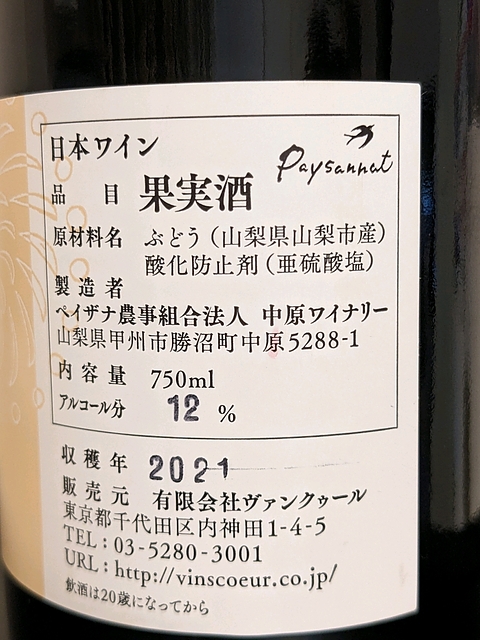 日本ワイン
Paysannat
品 目 果実酒
原材料名 ぶどう(山梨県山梨市産)
酸化防止剤(亜硫酸塩)
製造者
ペイザナ農事組合法人 中原ワイナリー
山梨県甲州市勝沼町中原5288-1
内容量 750ml
アルコール分 12 %
収穫年 2021
販売元 有限会社ヴァンクゥール
東京都千代田区内神田1-4-5
TEL:03-5280-3001
URL:http://vinscoeur.co.jp/
飲酒は20歳になってから